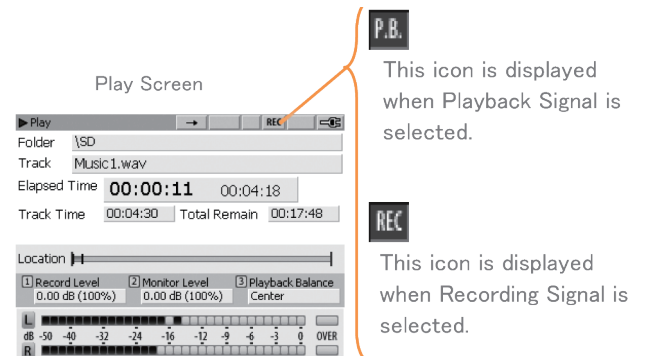 P.B.
This icon is displayed
when Playback Signal is
selected.
Play Screen
Play → REC
Folder \SD
Track Music1.wav
Elapsed Time 00:00:11 00:04:18
Track Time 00:04:30 Total Remain 00:17:48
Location
1 Record Level 2 Monitor Level 3 Playback Balance
0.00 dB (100%) 0.00 dB (100%) Center
L
dB -50 -40 -32 -24 -16 -12 -9 -6 -3 0 OVER
R
REC
This icon is displayed
when Recording Signal is
selected.